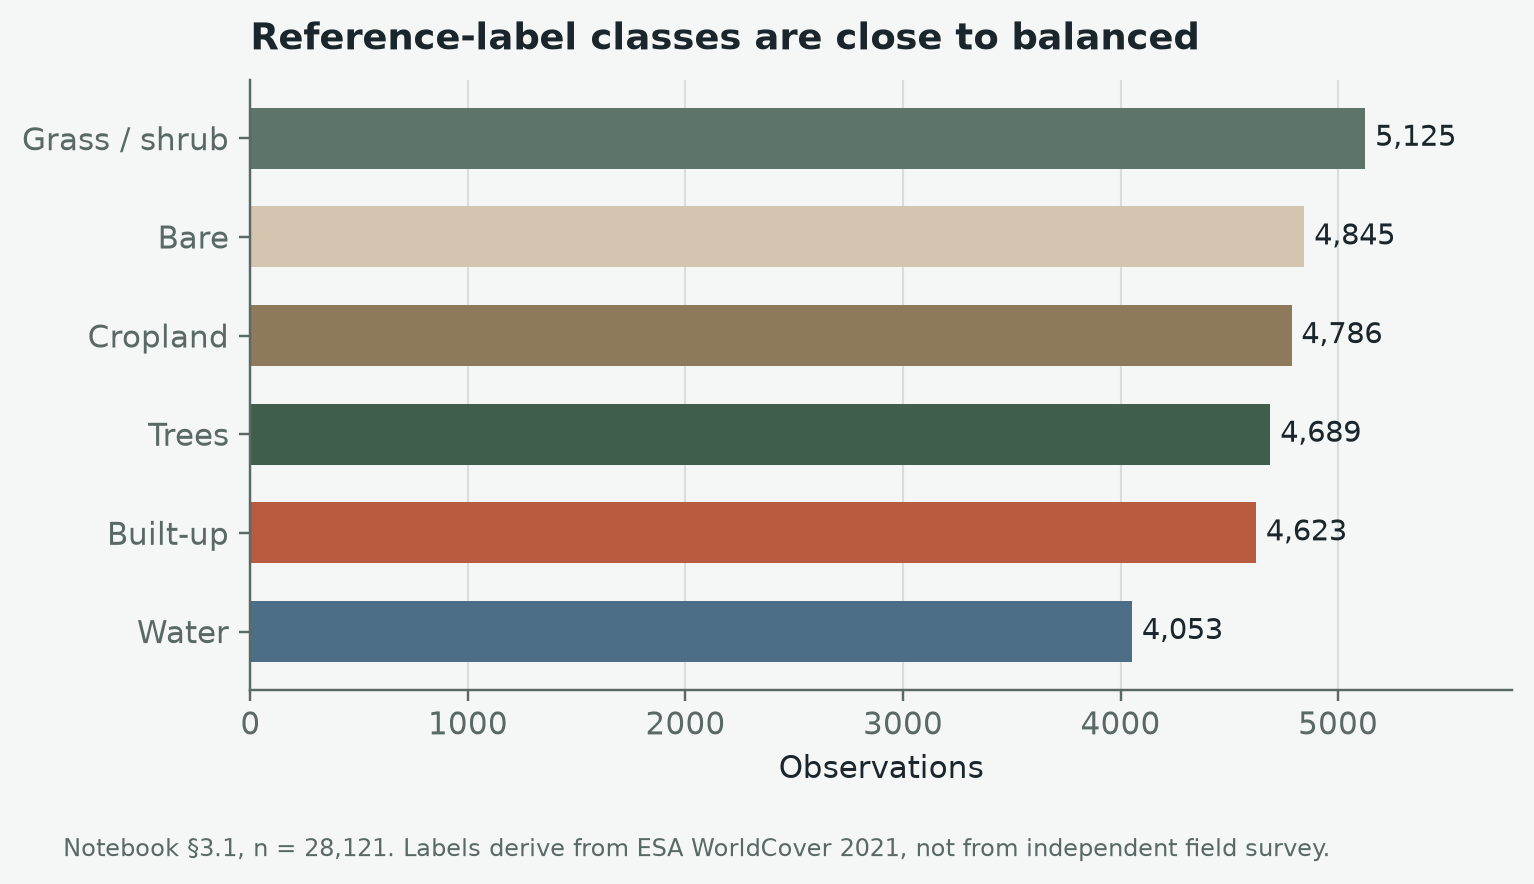 Reference-label classes are close to balanced
Grass / shrub 5,125
Bare 4,845
Cropland 4,786
Trees 4,689
Built-up 4,623
Water 4,053
0 1000 2000 3000 4000 5000
Observations
Notebook §3.1, n = 28,121. Labels derive from ESA WorldCover 2021, not from independent field survey.